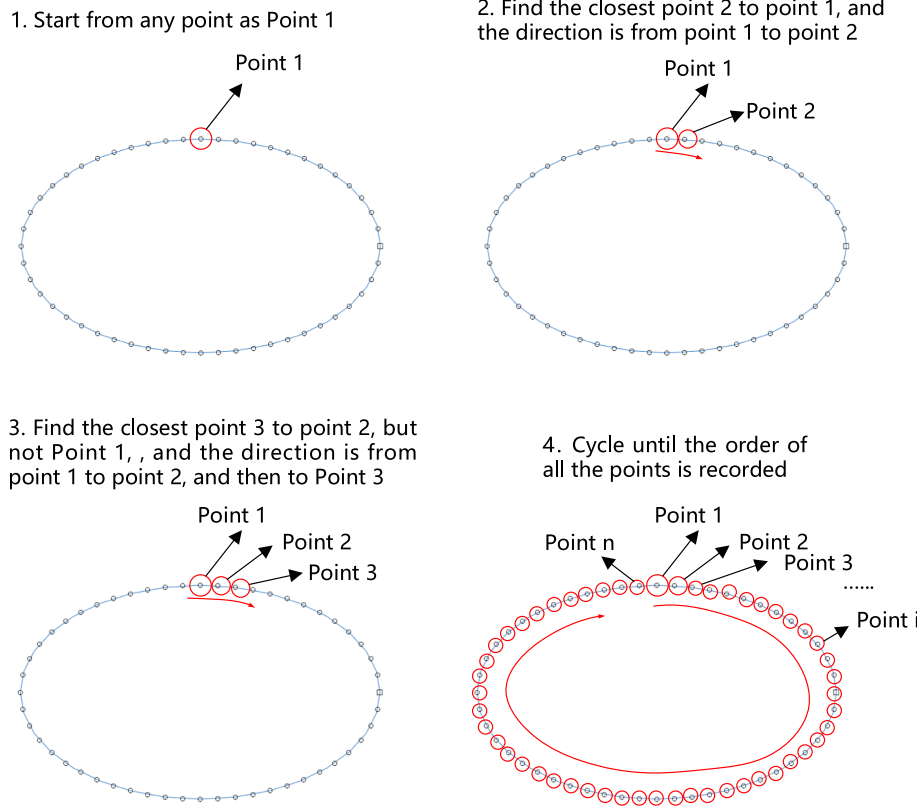 1. Start from any point as Point 1
Point 1
2. Find the closest point 2 to point 1, and
the direction is from point 1 to point 2
Point 1
Point 2
3. Find the closest point 3 to point 2, but
not Point 1, , and the direction is from
point 1 to point 2, and then to Point 3
Point 1
Point 2
Point 3
4. Cycle until the order of
all the points is recorded
Point n
Point 1
Point 2
Point 3
......
Point i